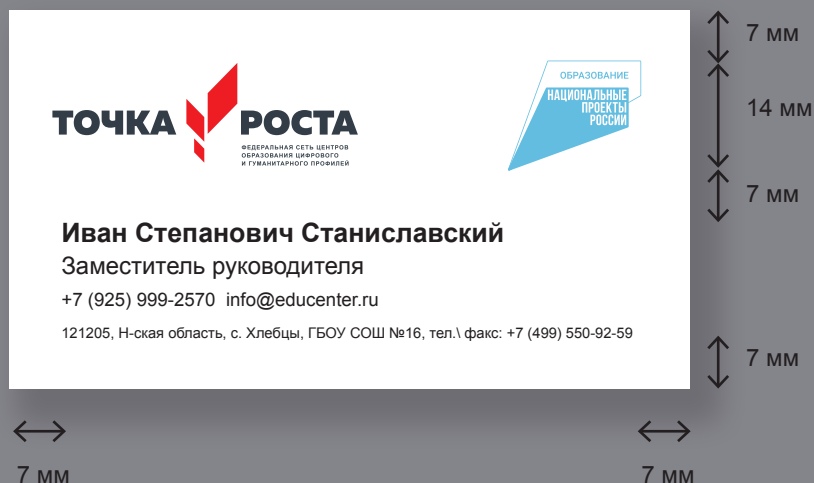 ТОЧКА РОСТА
ФЕДЕРАЛЬНАЯ СЕТЬ ЦЕНТРОВ
ОБРАЗОВАНИЯ ЦИФРОВОГО
И ГУМАНИТАРНОГО ПРОФИЛЕЙ
ОБРАЗОВАНИЕ
НАЦИОНАЛЬНЫЕ
ПРОЕКТЫ
РОССИИ
Иван Степанович Станиславский
Заместитель руководителя
+7 (925) 999-2570 info@educenter.ru
121205, Н-ская область, с. Хлебцы, ГБОУ СОШ №16, тел.\ факс: +7 (499) 550-92-59
7 мм
14 мм
7 мм
7 мм
7 мм
7 мм